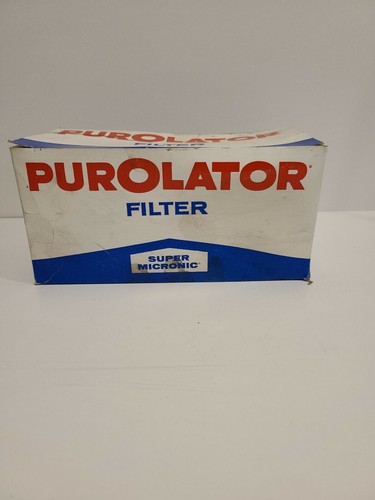 PUROLATOR
FILTER
PUROLATOR®
FILTER
SUPER
MICRONIC®